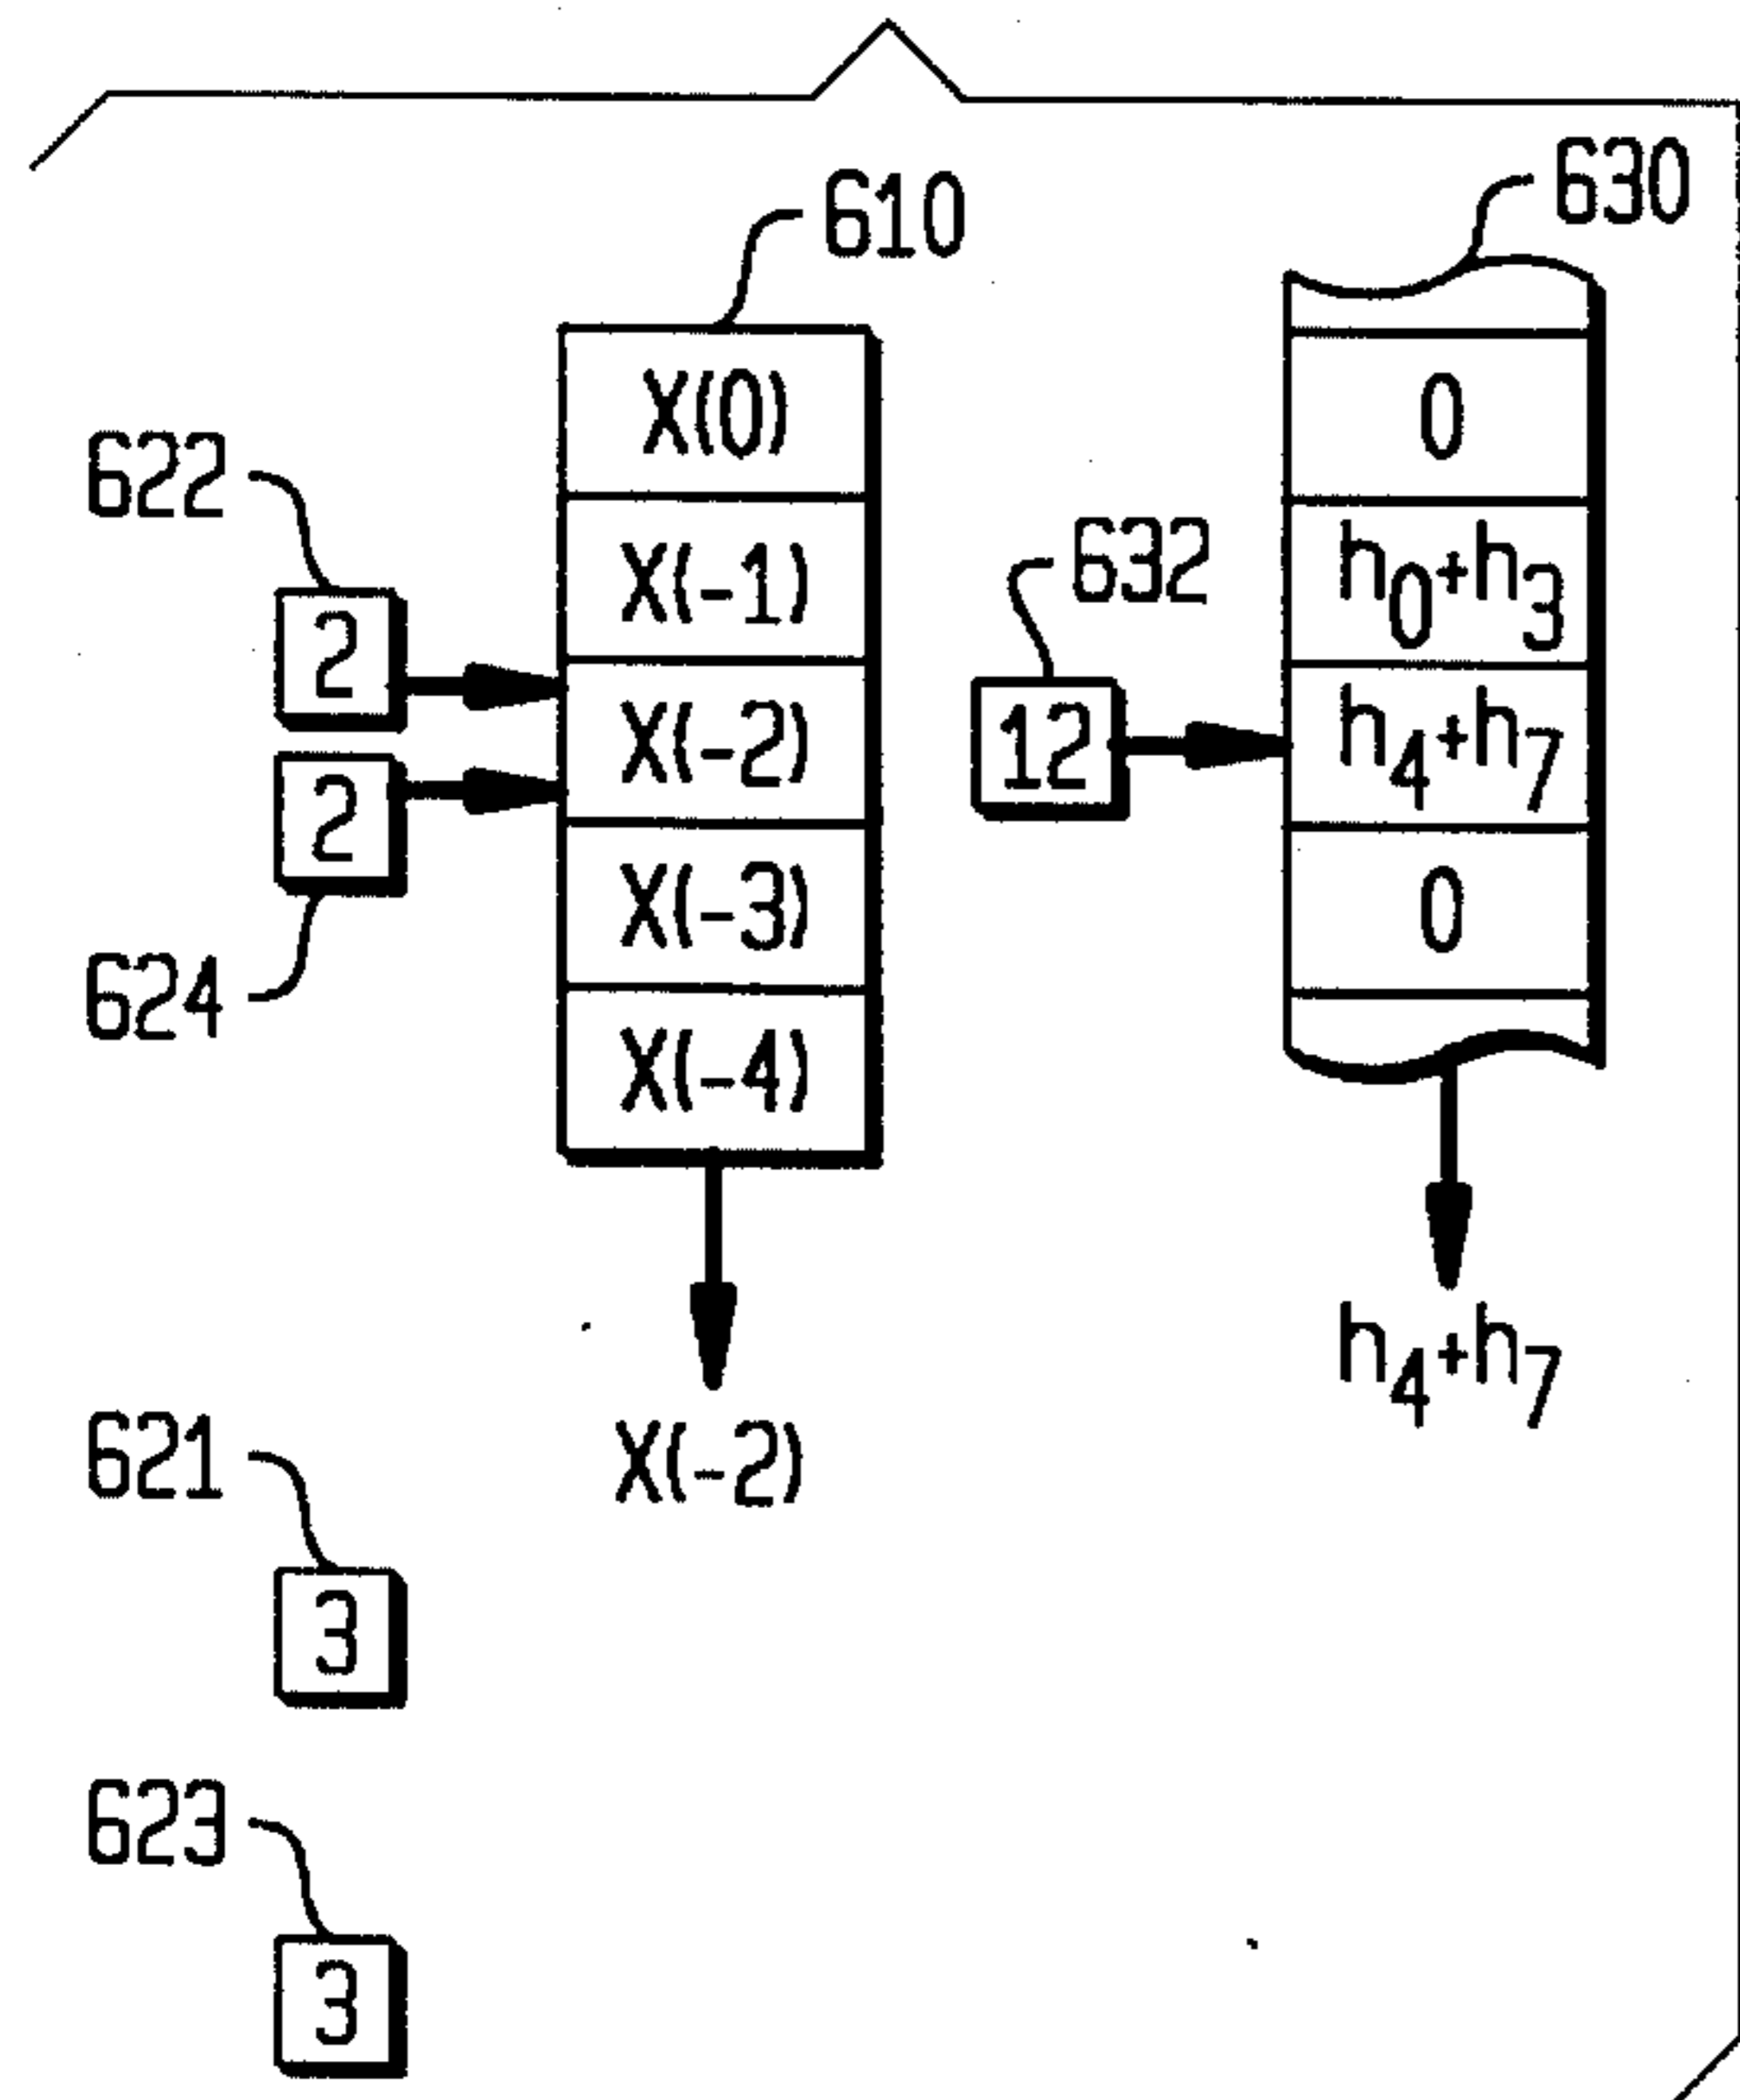 610
630
X(0)
0
622
X(-1)
632
h0+h3
2
X(-2)
12
h4+h7
2
X(-3)
0
624
X(-4)
h4+h7
621
X(-2)
3
623
3